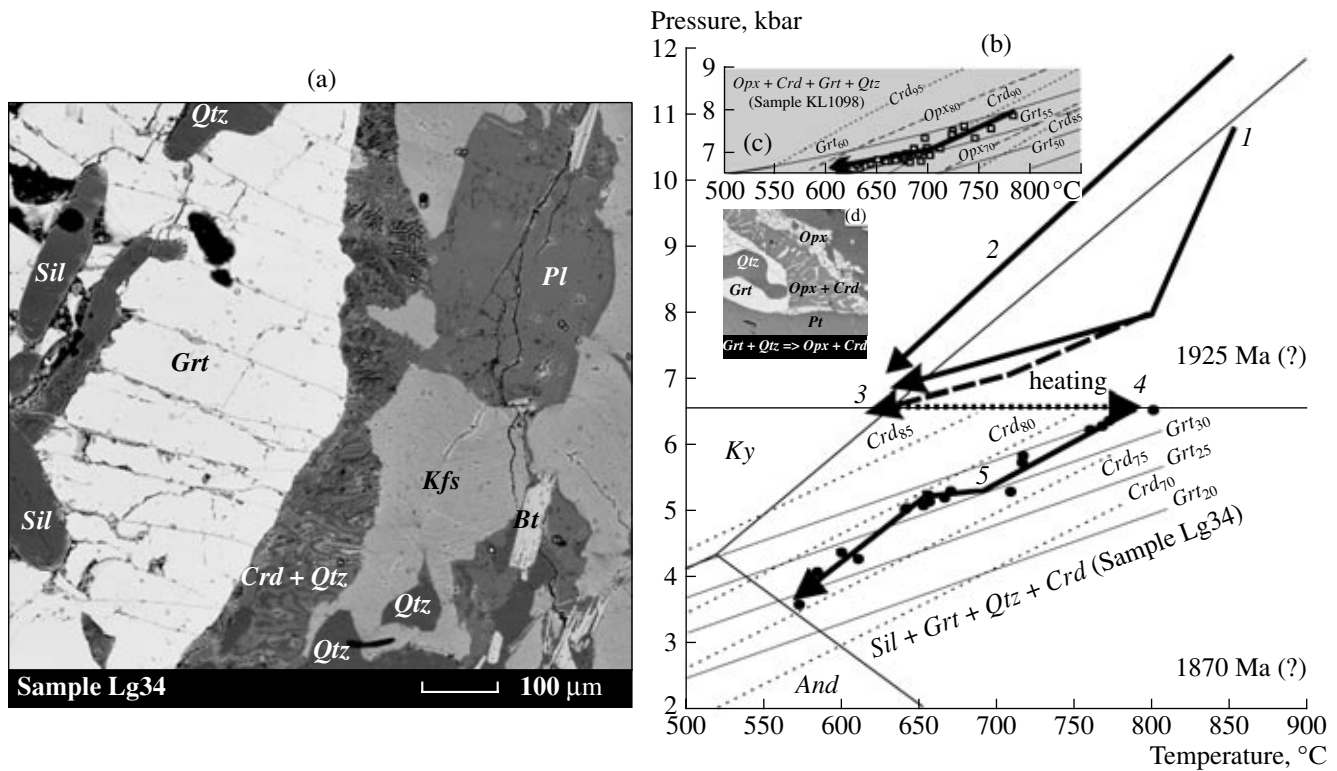 (a)
Qtz
Sil
Pl
Grt
Kfs
Sil
Bt
Crd + Qtz
Qtz
Qtz
Sample Lg34
100 µm
Pressure, kbar
(b)
12
11
10
9
8
7
6
5
4
3
2
9
8
7
Opx + Crd + Grt + Qtz
(Sample KL1098)
Crd95
Opx80
Crd90
Grt55
Crd85
Grt60
Opx70
Grt50
(c)
500
550
600
650
700
750
800
°C
(d)
Opx
Qtz
Grt
Opx + Crd
Pt
Grt + Qtz => Opx + Crd
1
2
1925 Ma (?)
heating
3
4
Crd85
Crd80
Grt30
Ky
5
Crd75
Grt25
Crd70
Grt20
Sil + Grt + Qtz + Crd (Sample Lg34)
1870 Ma (?)
And
500
550
600
650
700
750
800
850
900
Temperature, °C